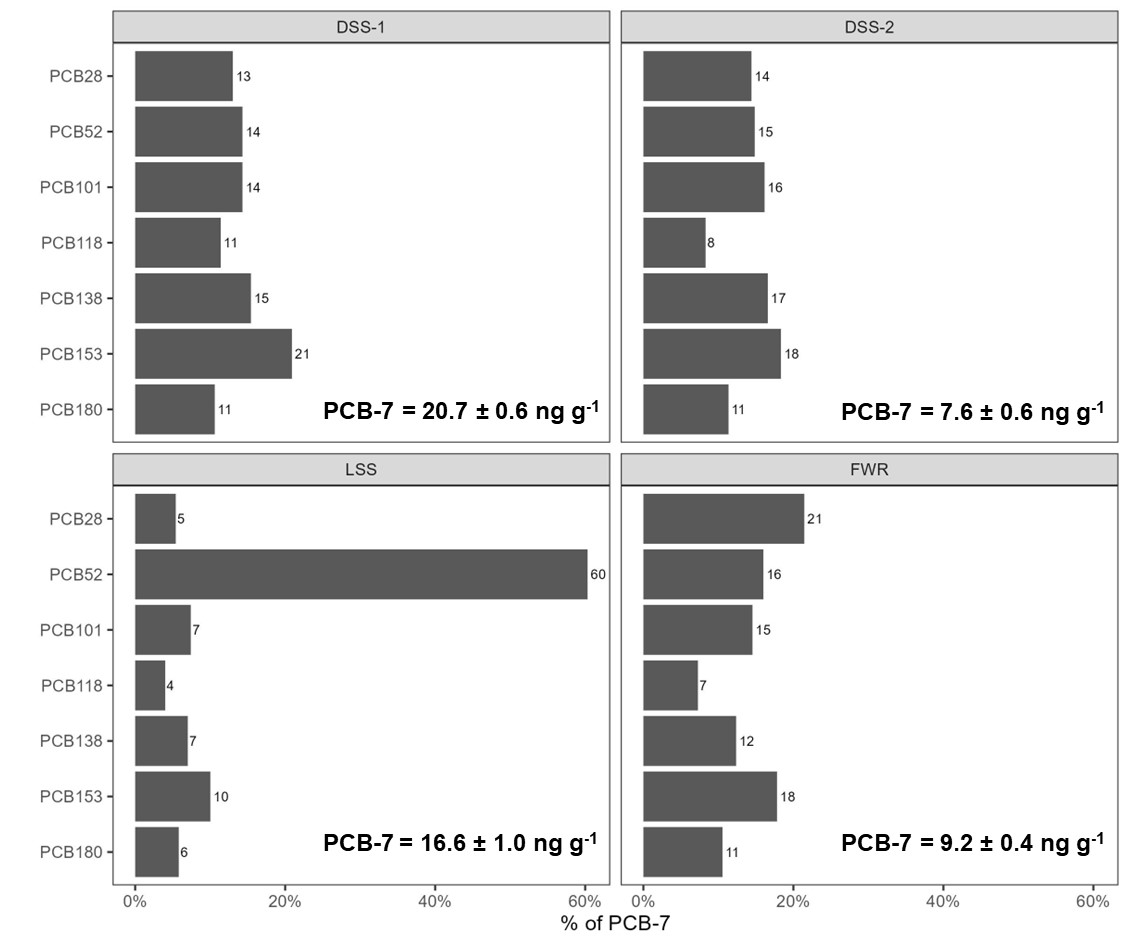 DSS-1
DSS-2
PCB28
13
14
PCB52
14
15
PCB101
14
16
PCB118
11
8
PCB138
15
17
PCB153
21
18
PCB180
11
PCB-7 = 20.7 ± 0.6 ng g-1
11
PCB-7 = 7.6 ± 0.6 ng g-1
LSS
FWR
PCB28
5
21
PCB52
60
16
PCB101
7
15
PCB118
4
7
PCB138
7
12
PCB153
10
18
PCB180
6
PCB-7 = 16.6 ± 1.0 ng g-1
11
PCB-7 = 9.2 ± 0.4 ng g-1
0% 20% 40% 60%
0% 20% 40% 60%
% of PCB-7